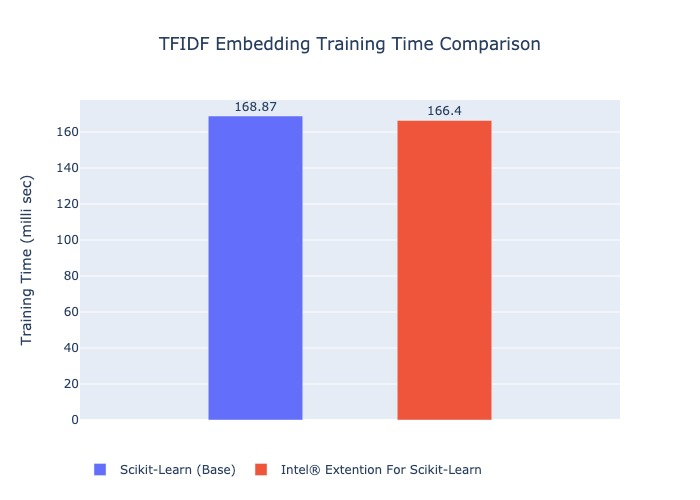 TFIDF Embedding Training Time Comparison
168.87
166.4
160
140
120
100
80
60
40
20
0
Training Time (milli sec)
Scikit-Learn (Base)
Intel® Extention For Scikit-Learn